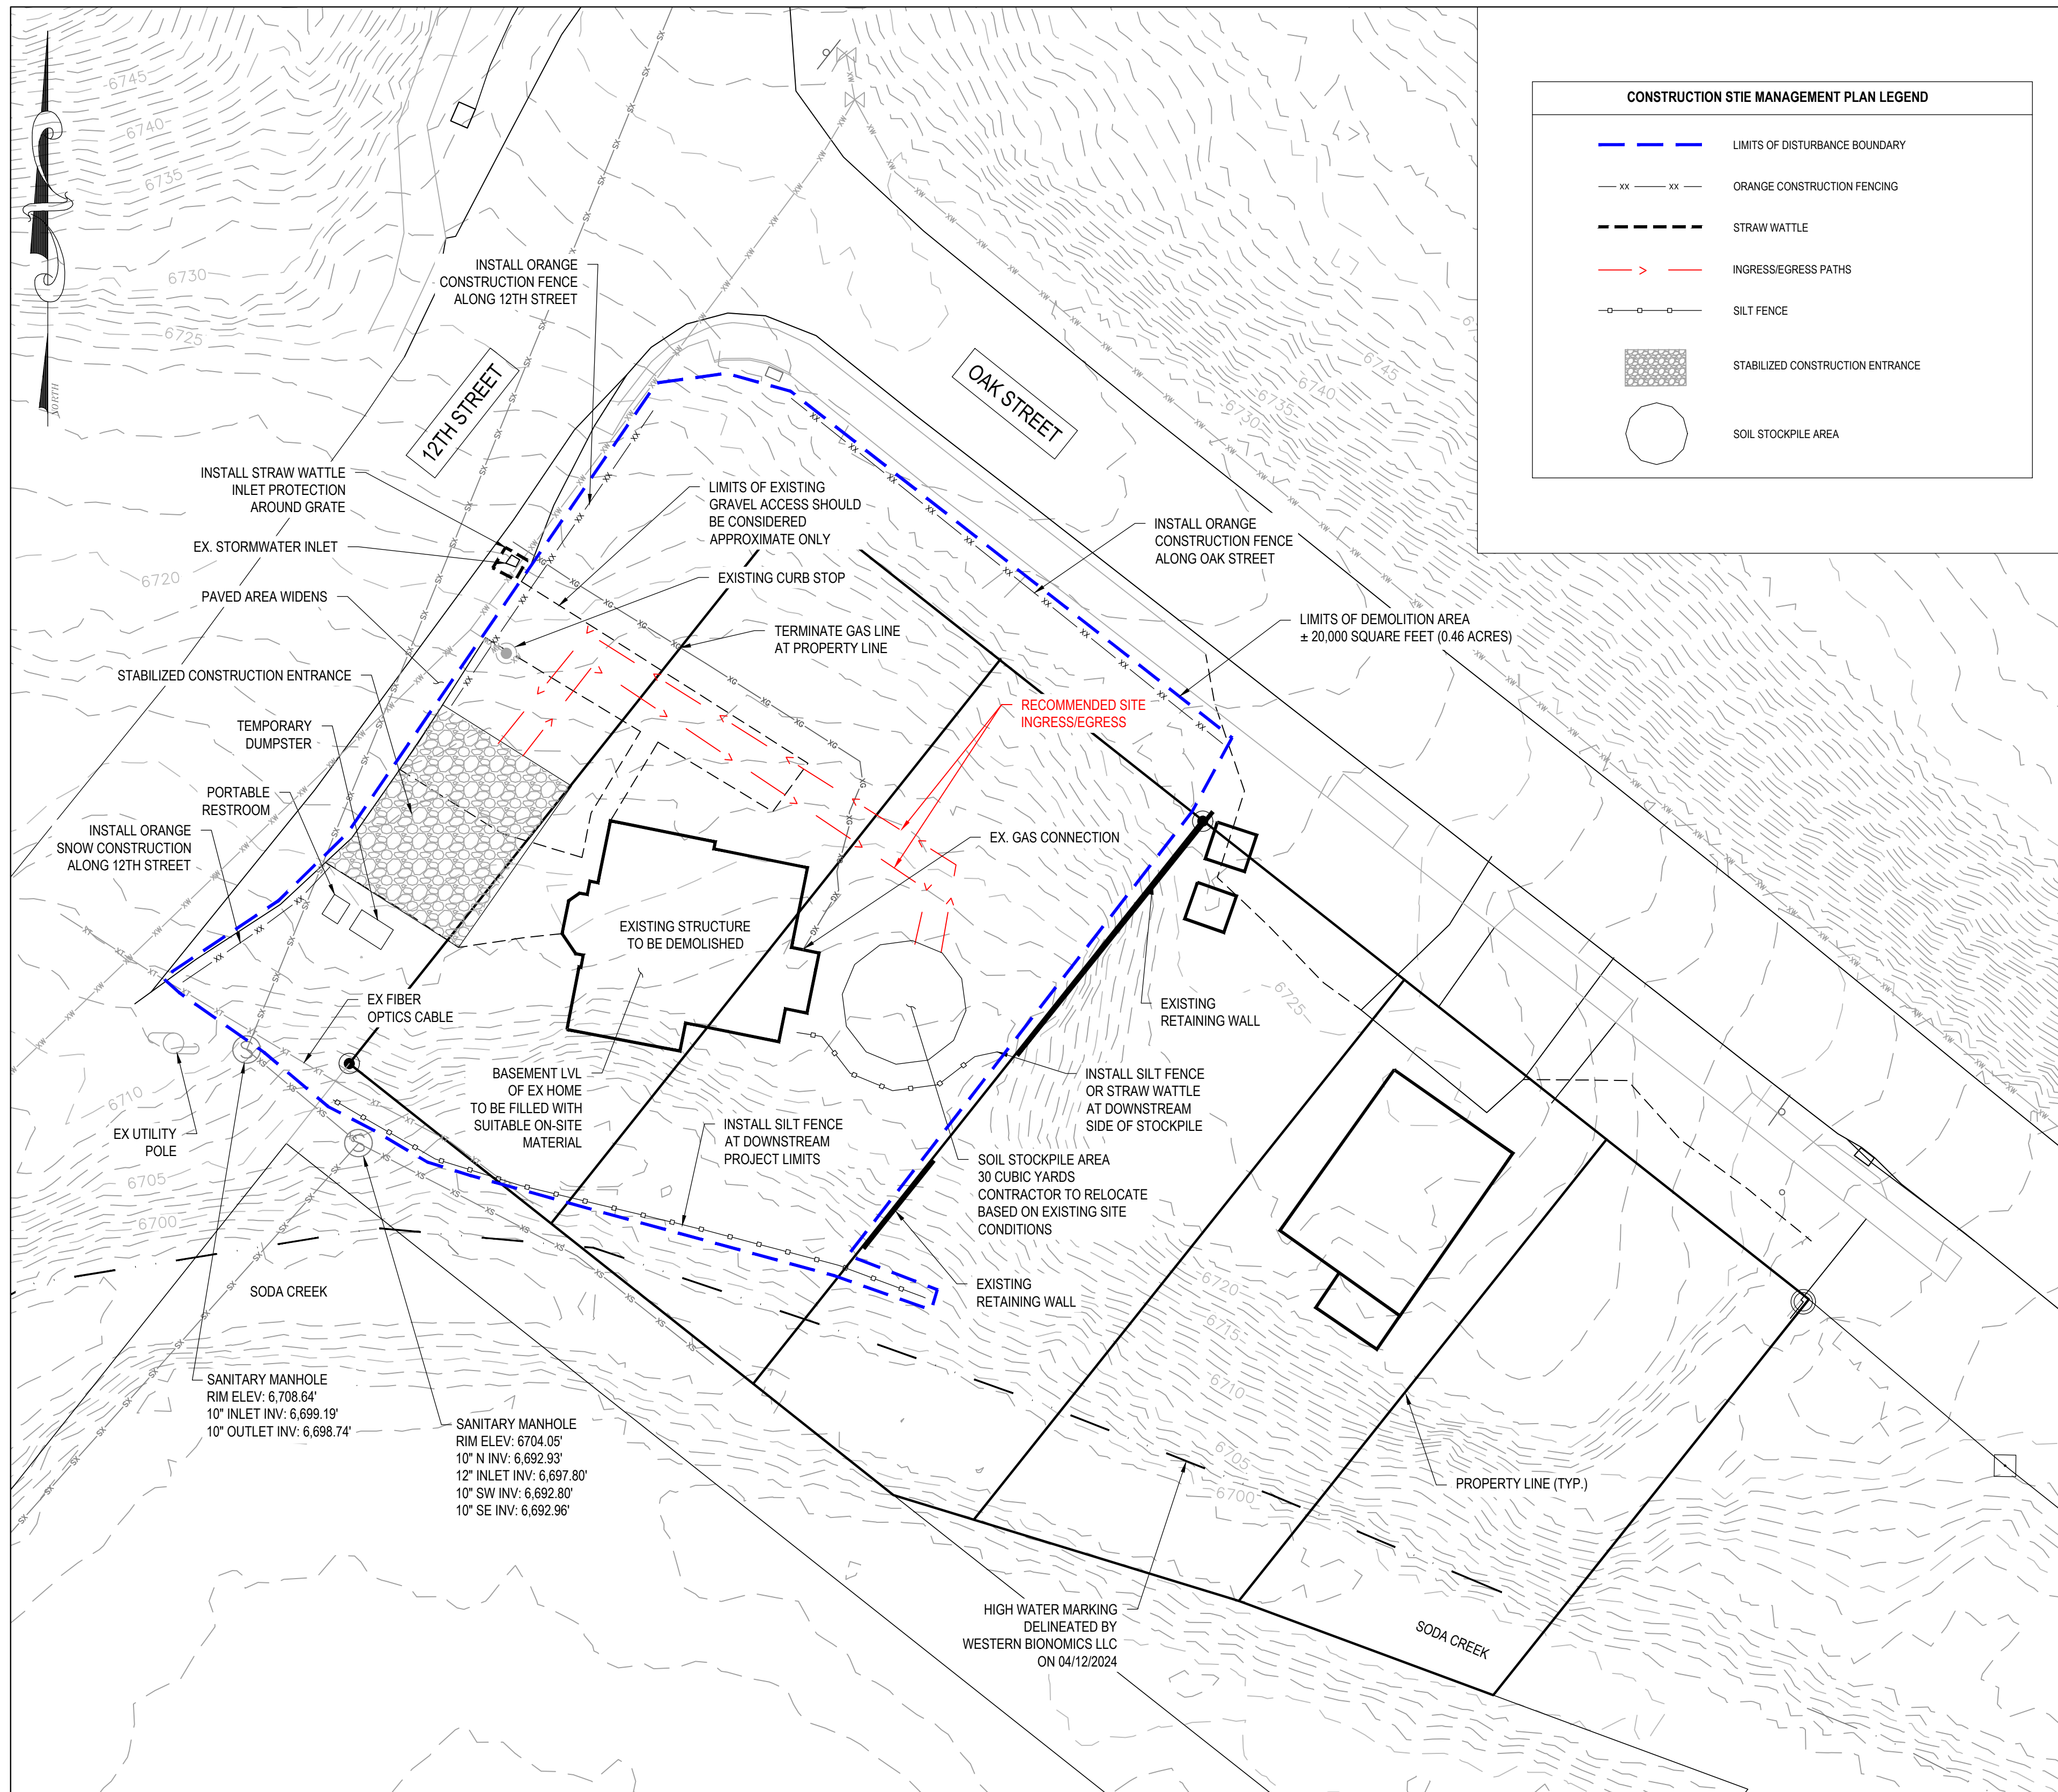 CONSTRUCTION STIE MANAGEMENT PLAN LEGEND
LIMITS OF DISTURBANCE BOUNDARY
XX XX
ORANGE CONSTRUCTION FENCING
STRAW WATTLE
INGRESS/EGRESS PATHS
SILT FENCE
STABILIZED CONSTRUCTION ENTRANCE
SOIL STOCKPILE AREA
NORTH
6745
6740
6735
6730
6725
6720
INSTALL ORANGE
CONSTRUCTION FENCE
ALONG 12TH STREET
12TH STREET
OAK STREET
6745
6740
6735
6730
INSTALL STRAW WATTLE
INLET PROTECTION
AROUND GRATE
EX. STORMWATER INLET
PAVED AREA WIDENS
STABILIZED CONSTRUCTION ENTRANCE
TEMPORARY
DUMPSTER
PORTABLE
RESTROOM
INSTALL ORANGE
SNOW CONSTRUCTION
ALONG 12TH STREET
LIMITS OF EXISTING
GRAVEL ACCESS SHOULD
BE CONSIDERED
APPROXIMATE ONLY
EXISTING CURB STOP
TERMINATE GAS LINE
AT PROPERTY LINE
INSTALL ORANGE
CONSTRUCTION FENCE
ALONG OAK STREET
LIMITS OF DEMOLITION AREA
± 20,000 SQUARE FEET (0.46 ACRES)
RECOMMENDED SITE
INGRESS/EGRESS
EX. GAS CONNECTION
EXISTING STRUCTURE
TO BE DEMOLISHED
EX FIBER
OPTICS CABLE
EXISTING
RETAINING WALL
6725
BASEMENT LVL
OF EX HOME
TO BE FILLED WITH
SUITABLE ON-SITE
MATERIAL
INSTALL SILT FENCE
AT DOWNSTREAM
PROJECT LIMITS
INSTALL SILT FENCE
OR STRAW WATTLE
AT DOWNSTREAM
SIDE OF STOCKPILE
SOIL STOCKPILE AREA
30 CUBIC YARDS
CONTRACTOR TO RELOCATE
BASED ON EXISTING SITE
CONDITIONS
EXISTING
RETAINING WALL
6710
EX UTILITY
POLE
6705
6700
SODA CREEK
SANITARY MANHOLE
RIM ELEV: 6,708.64'
10" INLET INV: 6,699.19'
10" OUTLET INV: 6,698.74'
SANITARY MANHOLE
RIM ELEV: 6704.05'
10" N INV: 6,692.93'
12" INLET INV: 6,697.80'
10" SW INV: 6,692.80'
10" SE INV: 6,692.96'
6720
6715
6710
6705
6700
PROPERTY LINE (TYP.)
HIGH WATER MARKING
DELINEATED BY
WESTERN BIONOMICS LLC
ON 04/12/2024
SODA CREEK